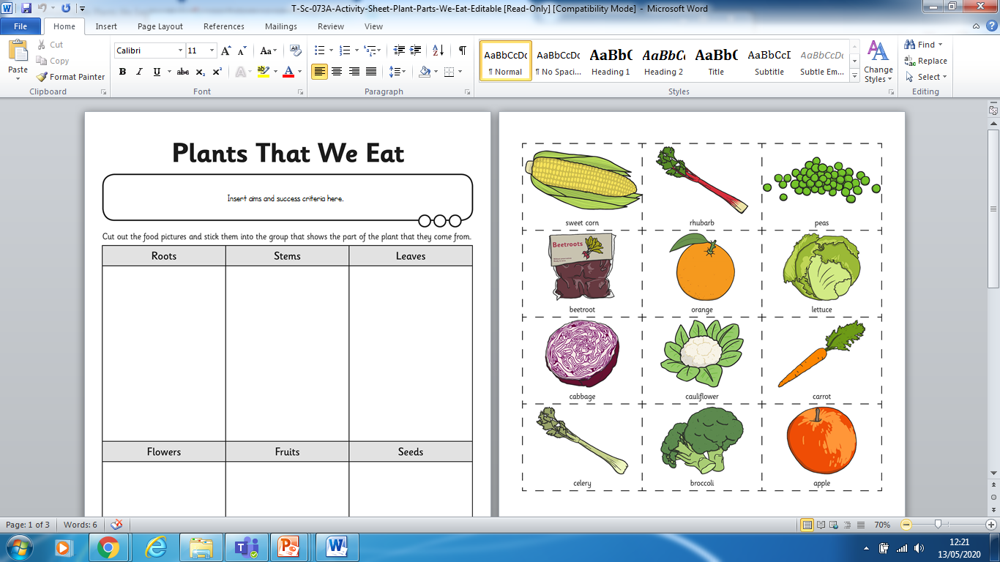 T-Sc-073A-Activity-Sheet-Plant-Parts-We-Eat-Editable [Read-Only] [Compatibility Mode] - Microsoft Word
File Home Insert Page Layout References Mailings Review View
Paste
Cut
Copy
Format Painter
Clipboard
Calibri 11
Font
Paragraph
AaBbCcDc AaBbCcDc AaBbC AaBbCc AaBbC AaBbCcI AaBbCcDc
¶ Normal ¶ No Spaci... Heading 1 Heading 2 Title Subtitle Subtle Em...
Styles
Change Styles
Find
Replace
Select
Editing
Plants That We Eat
Insert aims and success criteria here.
Cut out the food pictures and stick them into the group that shows the part of the plant that they come from.
Roots Stems Leaves
Flowers Fruits Seeds
sweet corn rhubarb peas
Beetroots
beetroot orange lettuce
cabbage cauliflower carrot
celery broccoli apple
Page: 1 of 3 Words: 6 70%
12:21
13/05/2020